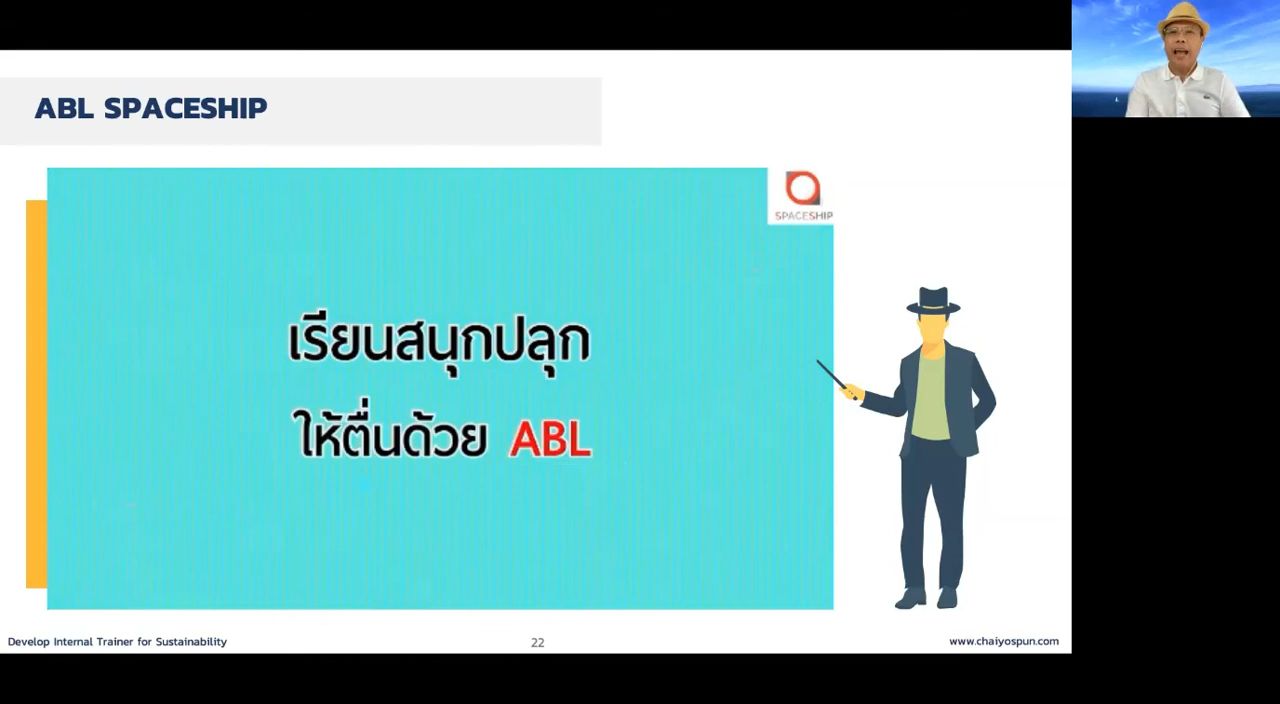 ABL SPACESHIP
SPACESHIP
เรียนสนุกปลุก
ให้ตื่นด้วย ABL
Develop Internal Trainer for Sustainability
22
www.chaiyospun.com